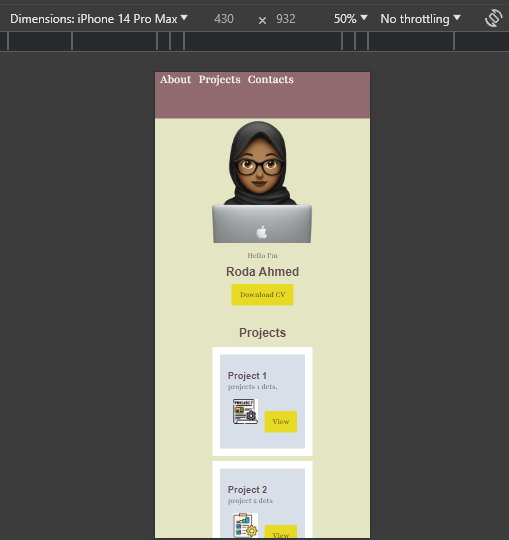 Dimensions: iPhone 14 Pro Max 430 × 932 50% No throttling
About Projects Contacts
Hello I'm
Roda Ahmed
Download CV
Projects
Project 1
projects 1 dets.
PROJECT
View
Project 2
project 2 dets
View